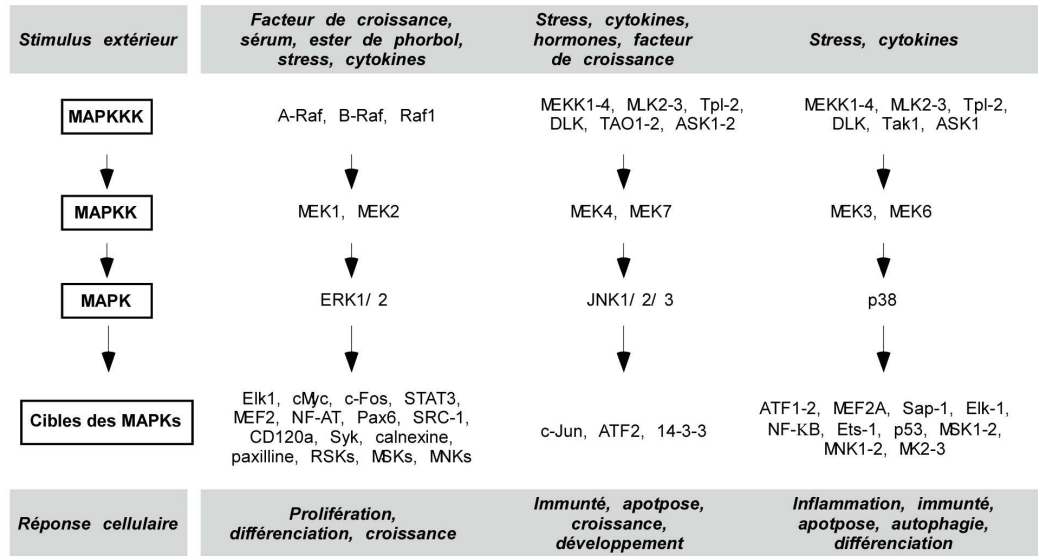 Stimulus extérieur
Facteur de croissance,
sérum, ester de phorbol,
stress, cytokines
Stress, cytokines,
hormones, facteur
de croissance
Stress, cytokines
MAPKKK
A-Raf, B-Raf, Raf1
MEKK1-4, MLK2-3, Tpl-2,
DLK, TAO1-2, ASK1-2
MEKK1-4, MLK2-3, Tpl-2,
DLK, Tak1, ASK1
MAPKK
MEK1, MEK2
MEK4, MEK7
MEK3, MEK6
MAPK
ERK1/ 2
JNK1/ 2/ 3
p38
Cibles des MAPKs
Elk1, cMyc, c-Fos, STAT3,
MEF2, NF-AT, Pax6, SRC-1,
CD120a, Syk, calnexine,
paxilline, RSKs, MSKs, MNKs
c-Jun, ATF2, 14-3-3
ATF1-2, MEF2A, Sap-1, Elk-1,
NF-KB, Ets-1, p53, MSK1-2,
MNK1-2, MK2-3
Réponse cellulaire
Prolifération,
différenciation, croissance
Immunté, apotpose,
croissance,
développement
Inflammation, immunté,
apotpose, autophagie,
différenciation